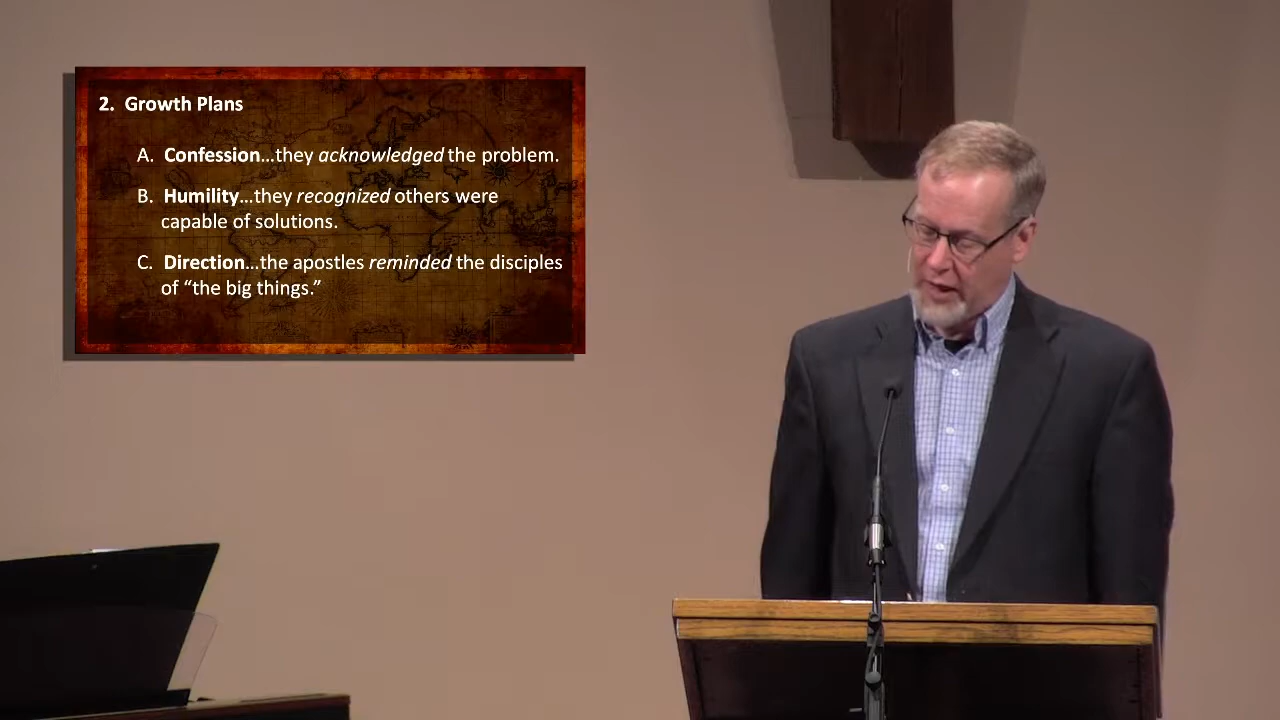 2. Growth Plans
A. Confession...they acknowledged the problem.
B. Humility...they recognized others were
capable of solutions.
C. Direction...the apostles reminded the disciples
of “the big things.”